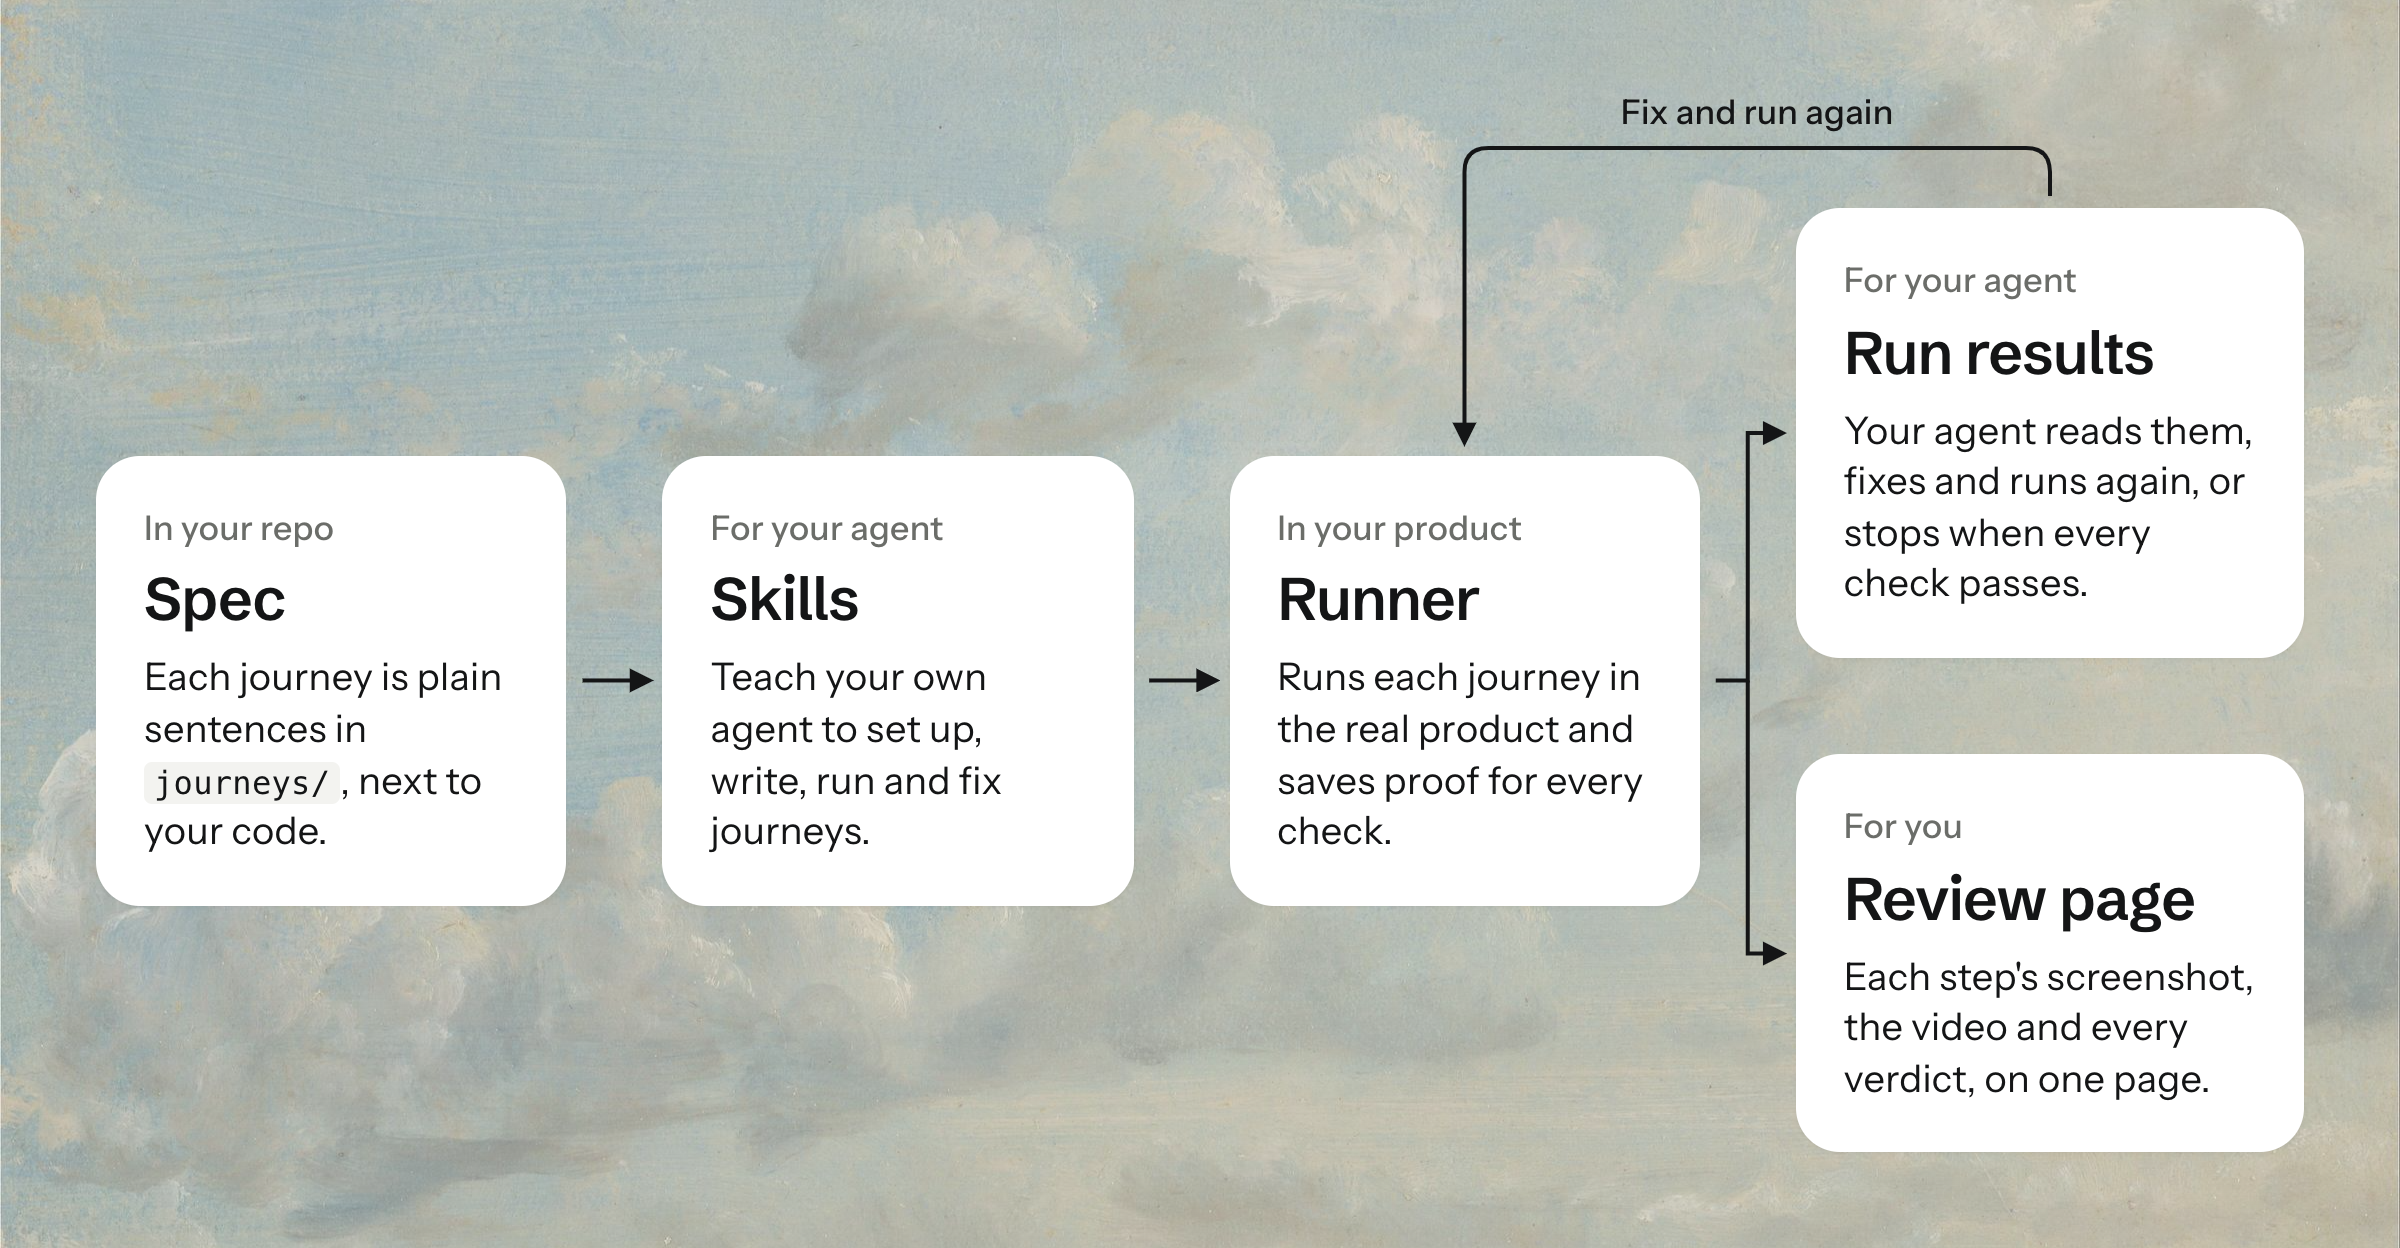 Fix and run again
In your repo
Spec
Each journey is plain
sentences in
journeys/, next to
your code.
For your agent
Skills
Teach your own
agent to set up,
write, run and fix
journeys.
In your product
Runner
Runs each journey in
the real product and
saves proof for every
check.
For your agent
Run results
Your agent reads them,
fixes and runs again, or
stops when every
check passes.
For you
Review page
Each step's screenshot,
the video and every
verdict, on one page.